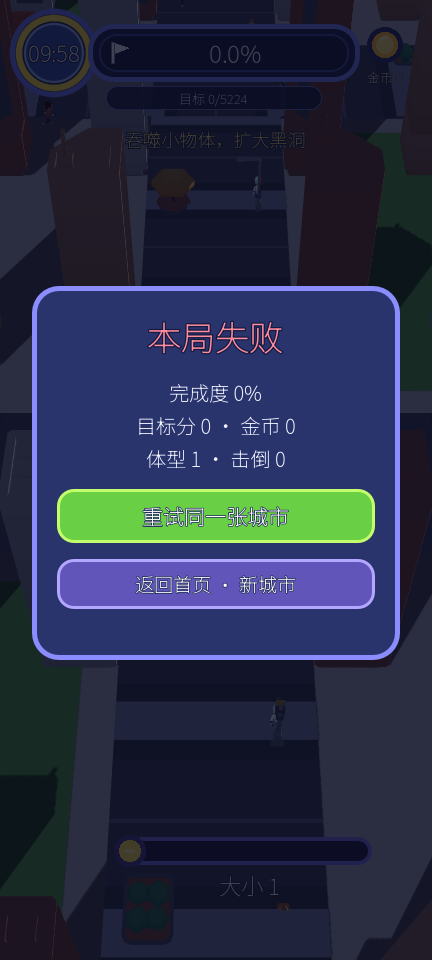 09:58
0.0%
金币
目标 0/5224
吞噬小物体，扩大黑洞
本局失败
完成度 0%
目标分 0 · 金币 0
体型 1 · 击倒 0
重试同一张城市
返回首页 · 新城市
大小 1